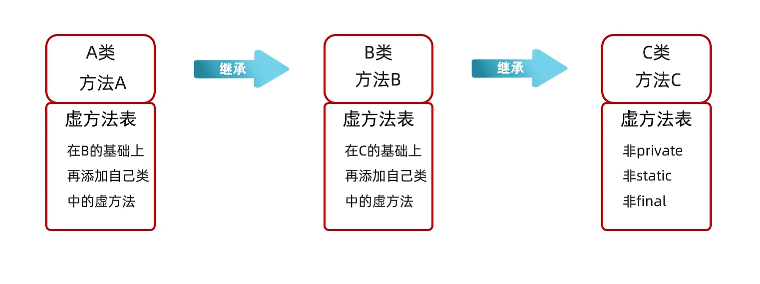 A类
方法A
虚方法表
在B的基础上
再添加自己类
中的虚方法
继承
B类
方法B
虚方法表
在C的基础上
再添加自己类
中的虚方法
继承
C类
方法C
虚方法表
非private
非static
非final